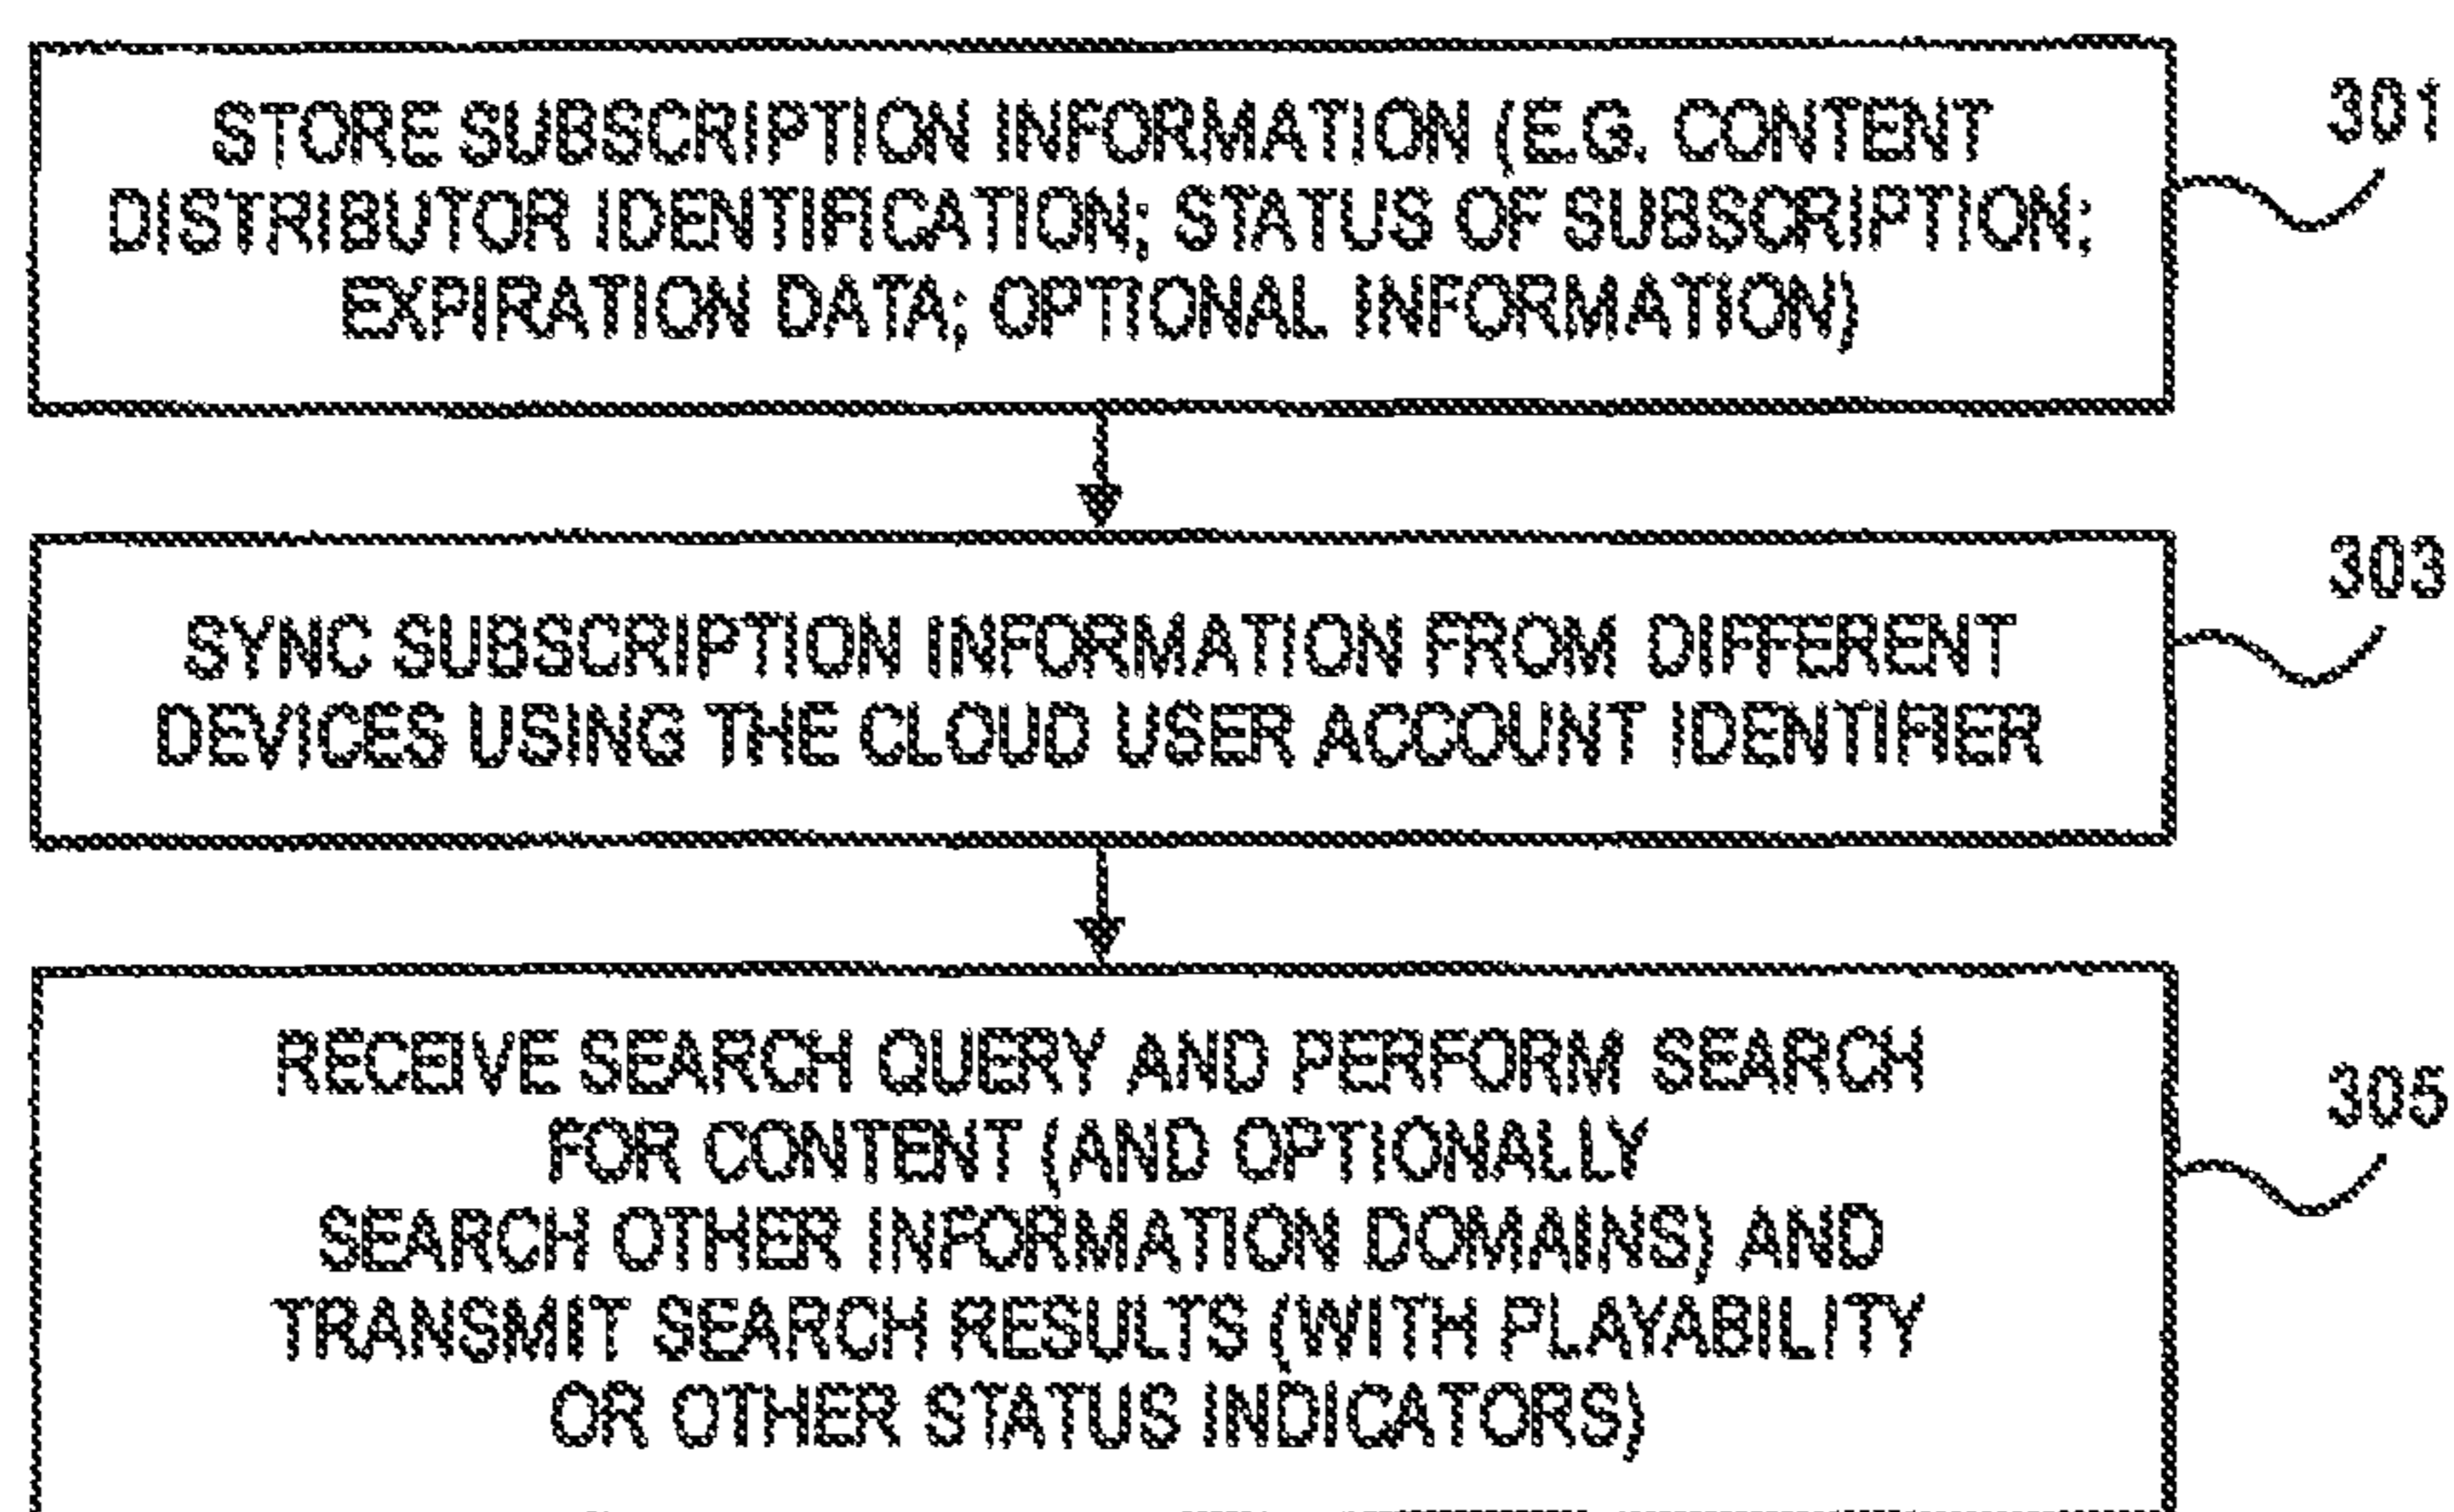 STORE SUBSCRIPTION INFORMATION (E.G. CONTENT
DISTRIBUTOR IDENTIFICATION; STATUS OF SUBSCRIPTION;
EXPIRATION DATA; OPTIONAL INFORMATION)
301
SYNC SUBSCRIPTION INFORMATION FROM DIFFERENT
DEVICES USING THE CLOUD USER ACCOUNT IDENTIFIER
303
RECEIVE SEARCH QUERY AND PERFORM SEARCH
FOR CONTENT (AND OPTIONALLY
SEARCH OTHER INFORMATION DOMAINS) AND
TRANSMIT SEARCH RESULTS (WITH PLAYABILITY
OR OTHER STATUS INDICATORS)
305